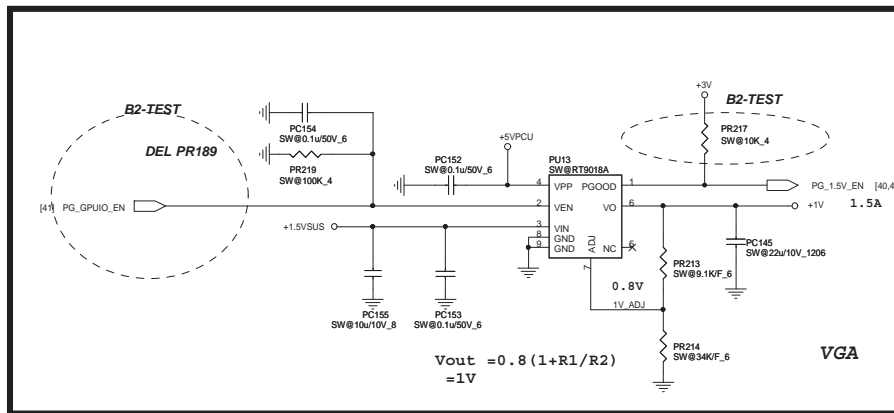 B2-TEST
DEL PR189
PC154
SW@0.1u/50V_6
PR219
SW@100K_4
[41] PG_GPUIO_EN
+1.5VSUS
PC155
SW@10u/10V_8
PC153
SW@0.1u/50V_6
PC152
SW@0.1u/50V_6
+5VPCU
PU13
SW@RT9018A
4 VPP PGOOD 1
2 VEN
VO 6
3 VIN
8 GND
9 GND
ADJ
NC 5
7
+3V
B2-TEST
PR217
SW@10K_4
PG_1.5V_EN [40,4
+1V 1.5A
PC145
SW@22u/10V_1206
PR213
SW@9.1K/F_6
0.8V
1V_ADJ
PR214
SW@34K/F_6
Vout =0.8(1+R1/R2)
=1V
VGA